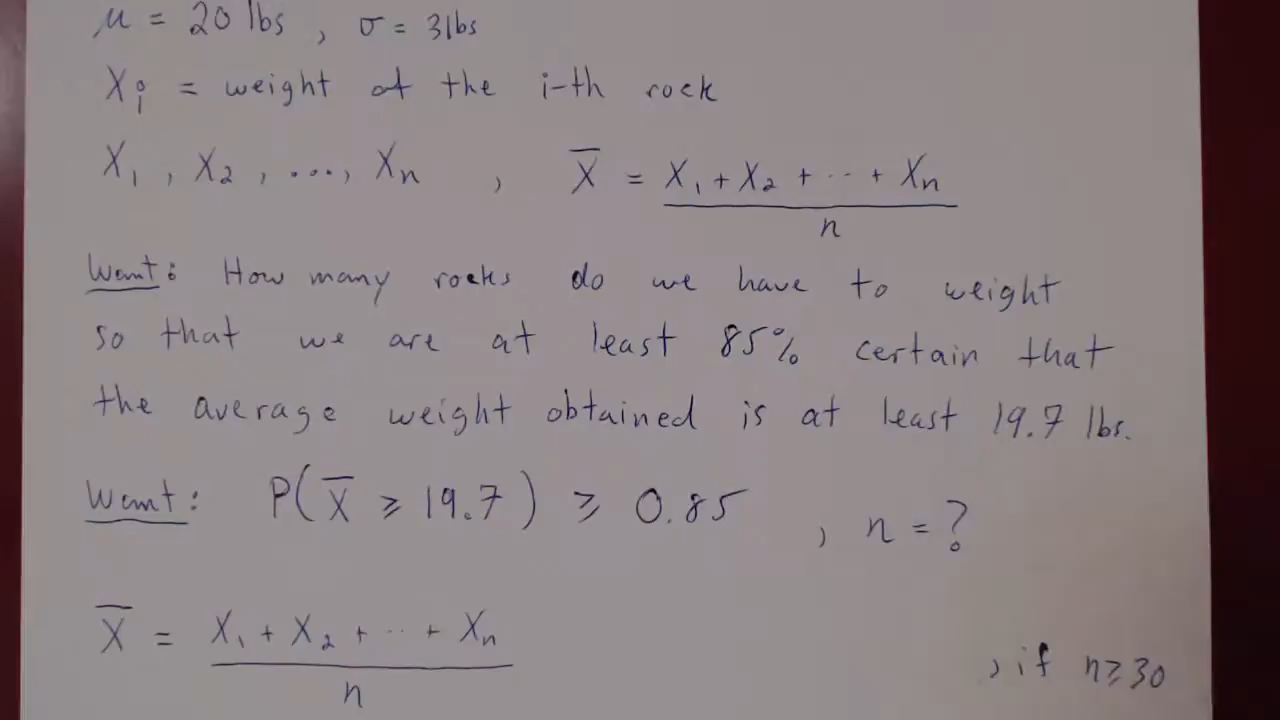 μ = 20 lbs , σ = 3lbs
Xi = weight of the i-th rock
X₁ , X₂ , ..., Xn , X̄ = X₁ + X₂ + ··· + Xn
n
Want: How many rocks do we have to weight
so that we are at least 85% certain that
the average weight obtained is at least 19.7 lbs.
Want: P(X̄ ⩾ 19.7) ⩾ 0.85 , n = ?
X̄ = X₁ + X₂ + ·· + Xn
n
, if n ⩾ 30